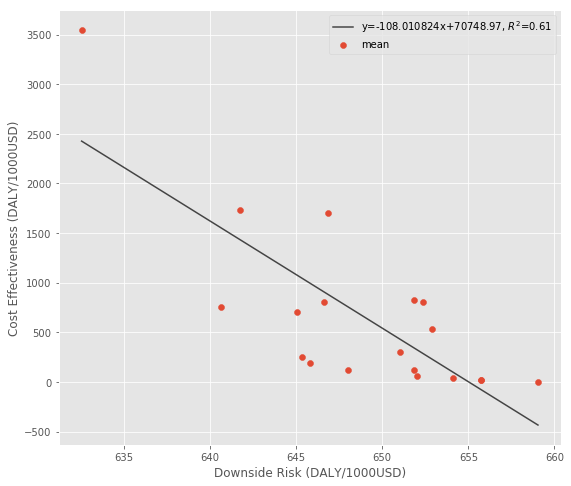 y=-108.010824x+70748.97, R²=0.61
mean
3500
3000
2500
2000
1500
1000
500
0
−500
Cost Effectiveness (DALY/1000USD)
635 640 645 650 655 660
Downside Risk (DALY/1000USD)